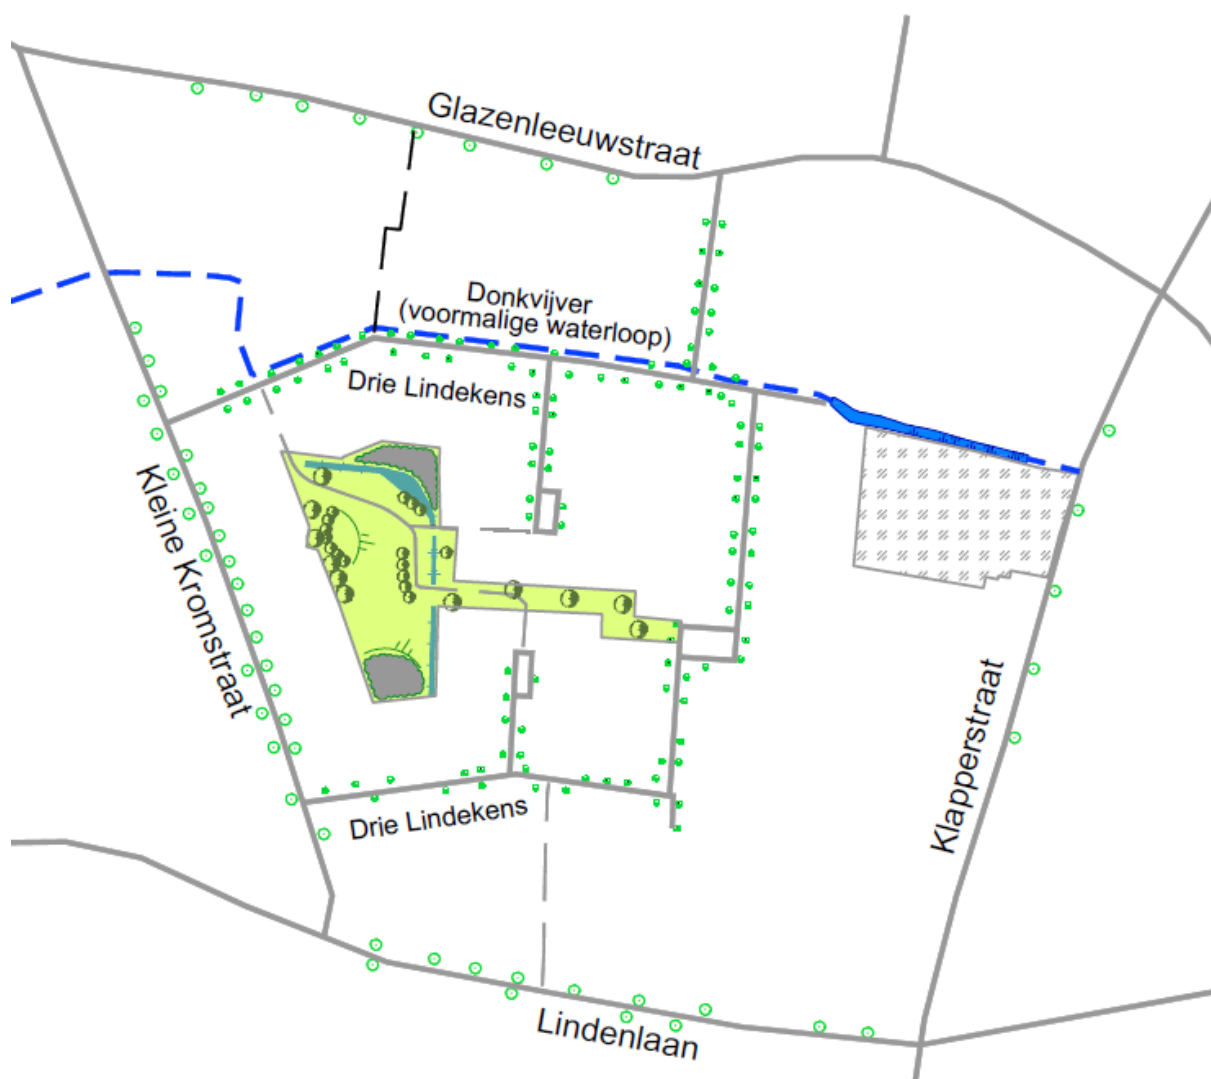 Glazenleeuwstraat
Donkvijver
(voormalige waterloop)
Drie Lindekens
Kleine Kromstraat
Klapperstraat
Drie Lindekens
Lindenlaan